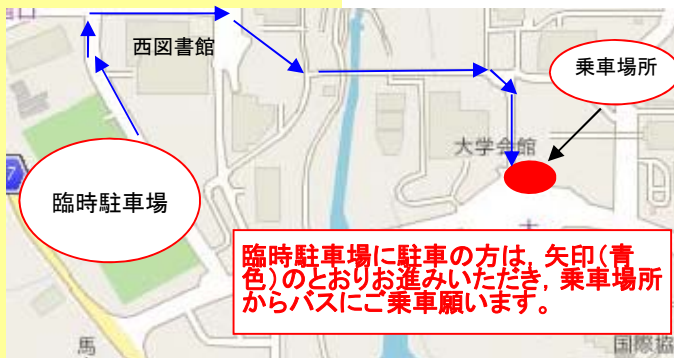 西図書館
乗車場所
大学会館
7
臨時駐車場
臨時駐車場に駐車の方は，矢印（青
色）のとおりお進みいただき，乗車場所
からバスにご乗車願います。
馬
国際協